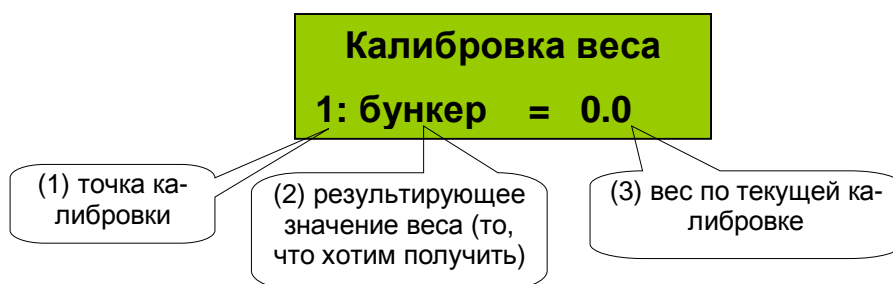 Калибровка веса
1: бункер = 0.0
(1) точка ка-
либровки
(2) результирующее
значение веса (то,
что хотим получить)
(3) вес по текущей ка-
либровке